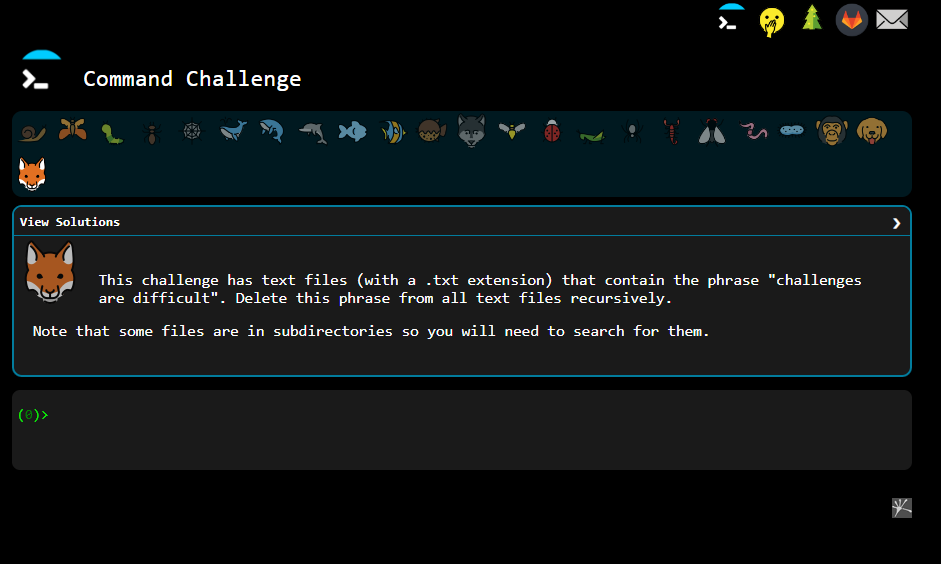 Command Challenge
View Solutions
This challenge has text files (with a .txt extension) that contain the phrase "challenges
are difficult". Delete this phrase from all text files recursively.
Note that some files are in subdirectories so you will need to search for them.
(0)>